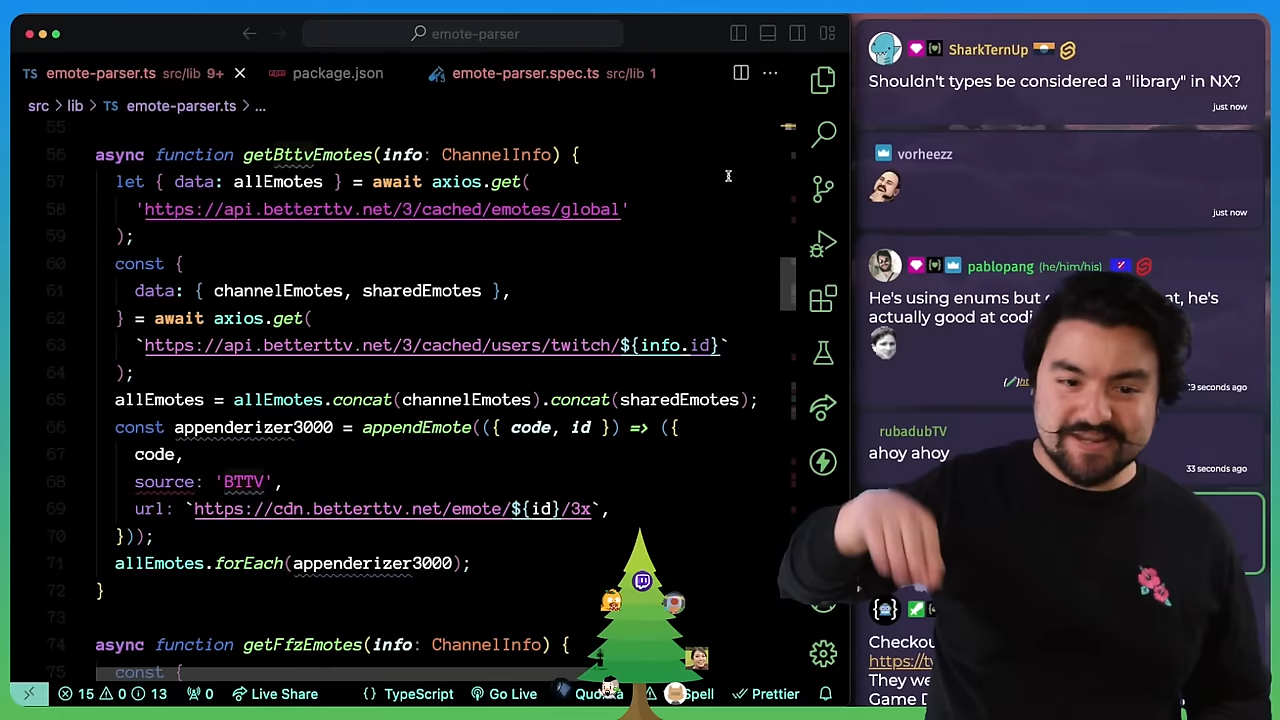 emote-parser
TS emote-parser.ts src/lib 9+
package.json
emote-parser.spec.ts src/lib 1
src > lib > TS emote-parser.ts > ...
55
56 async function getBttvEmotes(info: ChannelInfo) {
57 let { data: allEmotes } = await axios.get(
58 'https://api.betterttv.net/3/cached/emotes/global'
59 );
60 const {
61 data: { channelEmotes, sharedEmotes },
62 } = await axios.get(
63 `https://api.betterttv.net/3/cached/users/twitch/${info.id}`
64 );
65 allEmotes = allEmotes.concat(channelEmotes).concat(sharedEmotes);
66 const appenderizer3000 = appendEmote(({ code, id }) => ({
67 code,
68 source: 'BTTV',
69 url: `https://cdn.betterttv.net/emote/${id}/3x`,
70 }));
71 allEmotes.forEach(appenderizer3000);
72 }
73
74 async function getFfzEmotes(info: ChannelInfo) {
75 const {
15 0 13 0 Live Share {} TypeScript Go Live Spell Prettier
SharkTernUp
Shouldn't types be considered a "library" in NX?
just now
vorheezz
just now
pablopang (he/him/his)
He's using enums but
actually good at
he's
seconds ago
rubadubTV
ahoy ahoy
33 seconds ago
They
Game